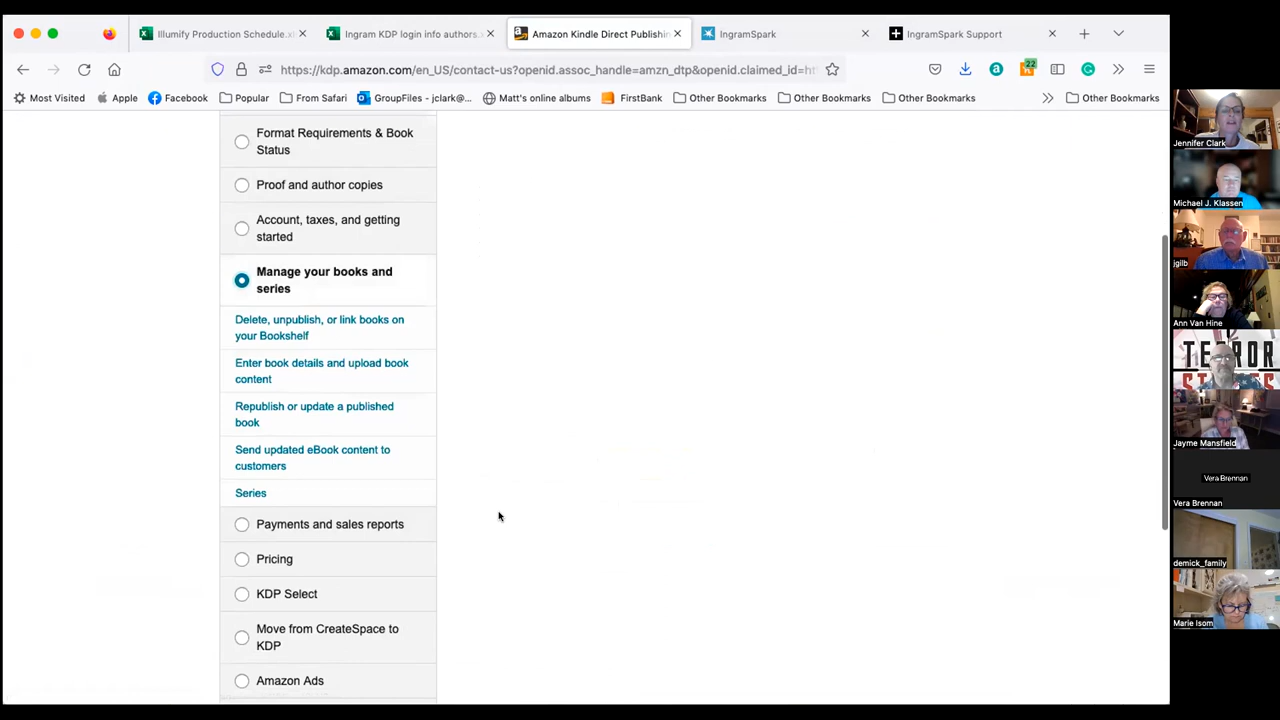 Illumify Production Schedule.xl
Ingram KDP login info authors.x
Amazon Kindle Direct Publishin
IngramSpark
IngramSpark Support
https://kdp.amazon.com/en_US/contact-us?openid.assoc_handle=amzn_dtp&openid.claimed_id=ht
22
Most Visited
Apple
Facebook
Popular
From Safari
GroupFiles - jclark@...
Matt's online albums
FirstBank
Other Bookmarks
Other Bookmarks
Other Bookmarks
Other Bookmarks
Format Requirements & Book
Status
Proof and author copies
Account, taxes, and getting
started
Manage your books and
series
Delete, unpublish, or link books on
your Bookshelf
Enter book details and upload book
content
Republish or update a published
book
Send updated eBook content to
customers
Series
Payments and sales reports
Pricing
KDP Select
Move from CreateSpace to
KDP
Amazon Ads
Jennifer Clark
Michael J. Klassen
jgilb
Ann Van Hine
TERROR
Jayme Mansfield
Vera Brennan
Vera Brennan
demick_family
Marie Isom